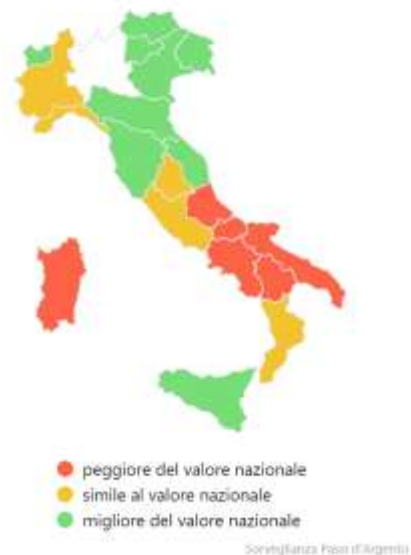 peggiore del valore nazionale
simile al valore nazionale
migliore del valore nazionale
Sorveglianza Passi d'Argento